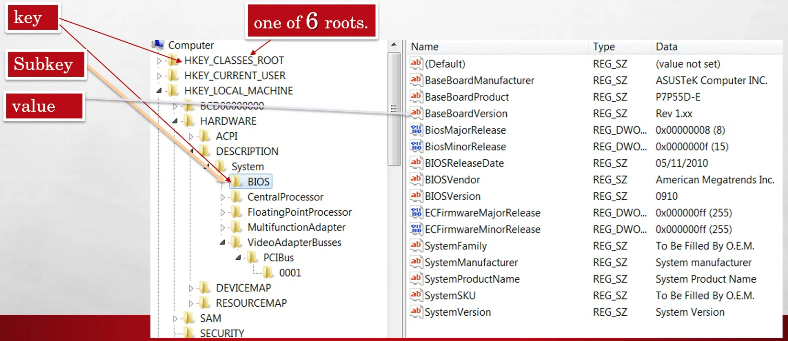 key
one of 6 roots.
Subkey
value
Computer
HKEY_CLASSES_ROOT
HKEY_CURRENT_USER
HKEY_LOCAL_MACHINE
BCD00000000
HARDWARE
ACPI
DESCRIPTION
System
BIOS
CentralProcessor
FloatingPointProcessor
MultifunctionAdapter
VideoAdapterBusses
PCIBus
0001
DEVICEMAP
RESOURCEMAP
SAM
SECURITY
Name Type Data
(Default) REG_SZ (value not set)
BaseBoardManufacturer REG_SZ ASUSTeK Computer INC.
BaseBoardProduct REG_SZ P7P55D-E
BaseBoardVersion REG_SZ Rev 1.xx
BiosMajorRelease REG_DWO... 0x00000008 (8)
BiosMinorRelease REG_DWO... 0x0000000f (15)
BIOSReleaseDate REG_SZ 05/11/2010
BIOSVendor REG_SZ American Megatrends Inc.
BIOSVersion REG_SZ 0910
ECFirmwareMajorRelease REG_DWO... 0x000000ff (255)
ECFirmwareMinorRelease REG_DWO... 0x000000ff (255)
SystemFamily REG_SZ To Be Filled By O.E.M.
SystemManufacturer REG_SZ System manufacturer
SystemProductName REG_SZ System Product Name
SystemSKU REG_SZ To Be Filled By O.E.M.
SystemVersion REG_SZ System Version